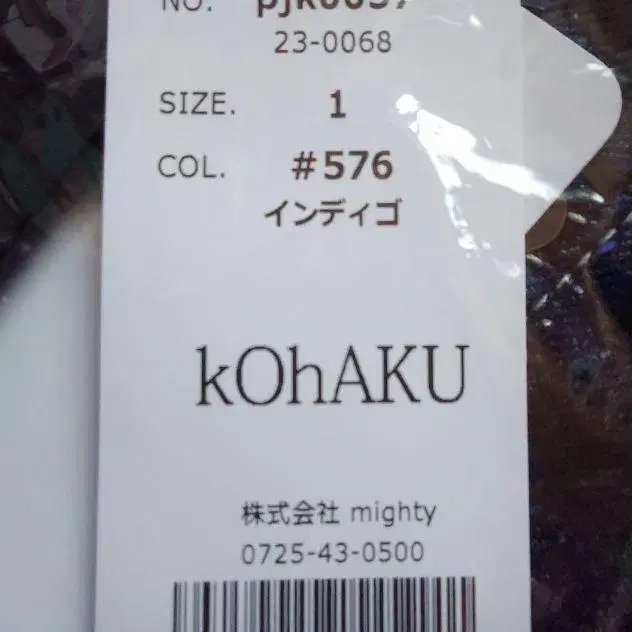 NO.
23-0068
SIZE. 1
COL. #576
インディゴ
kOhAKU
株式会社 mighty
0725-43-0500